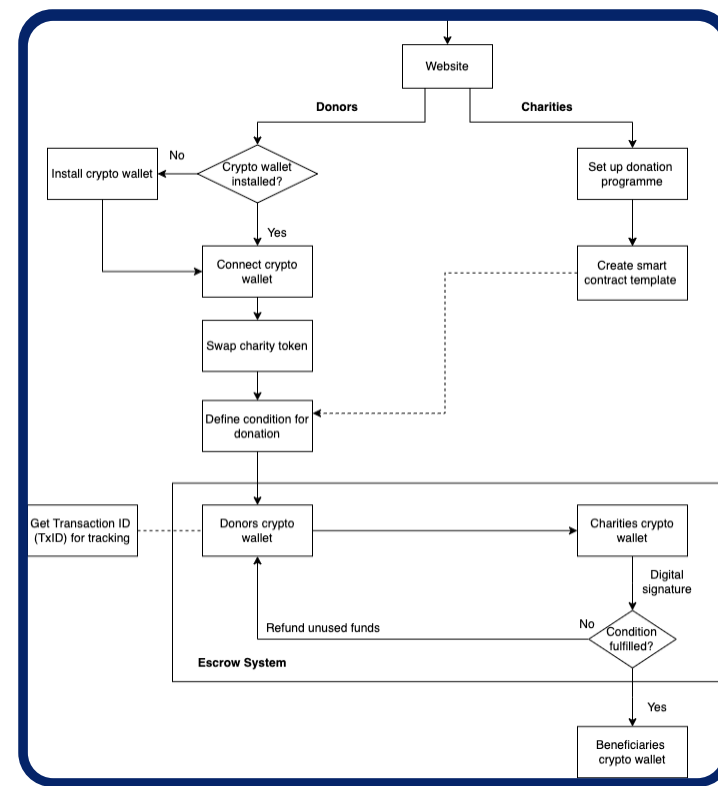 Website
Donors
Charities
No
Crypto wallet
installed?
Install crypto wallet
Set up donation
programme
Yes
Connect crypto
wallet
Create smart
contract template
Swap charity token
Define condition for
donation
Get Transaction ID
(TxID) for tracking
Donors crypto
wallet
Charities crypto
wallet
Digital
signature
No
Condition
fulfilled?
Refund unused funds
Escrow System
Yes
Beneficiaries
crypto wallet